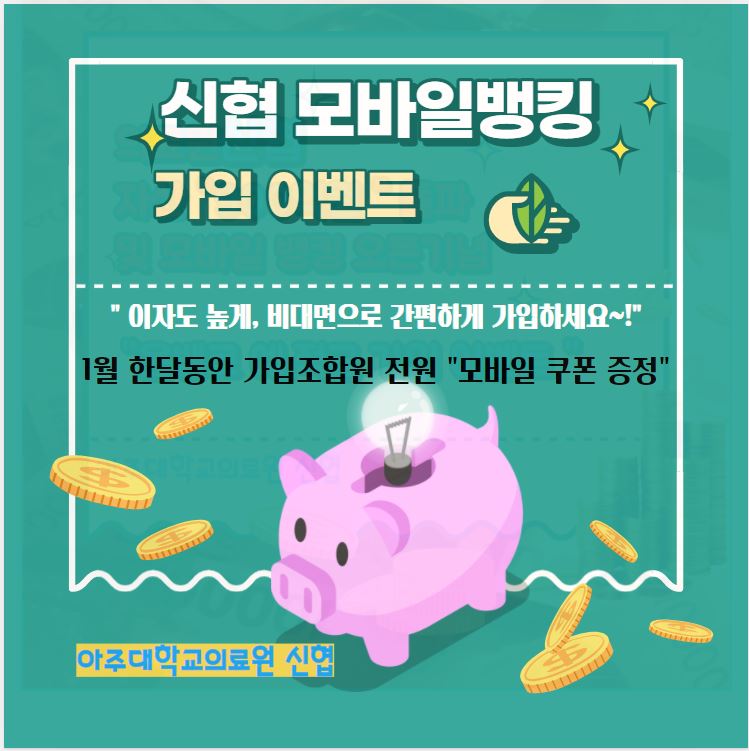 신협 모바일뱅킹
가입 이벤트
" 이자도 높게, 비대면으로 간편하게 가입하세요~!"
1월 한달동안 가입조합원 전원 "모바일 쿠폰 증정"
아주대학교의료원 신협